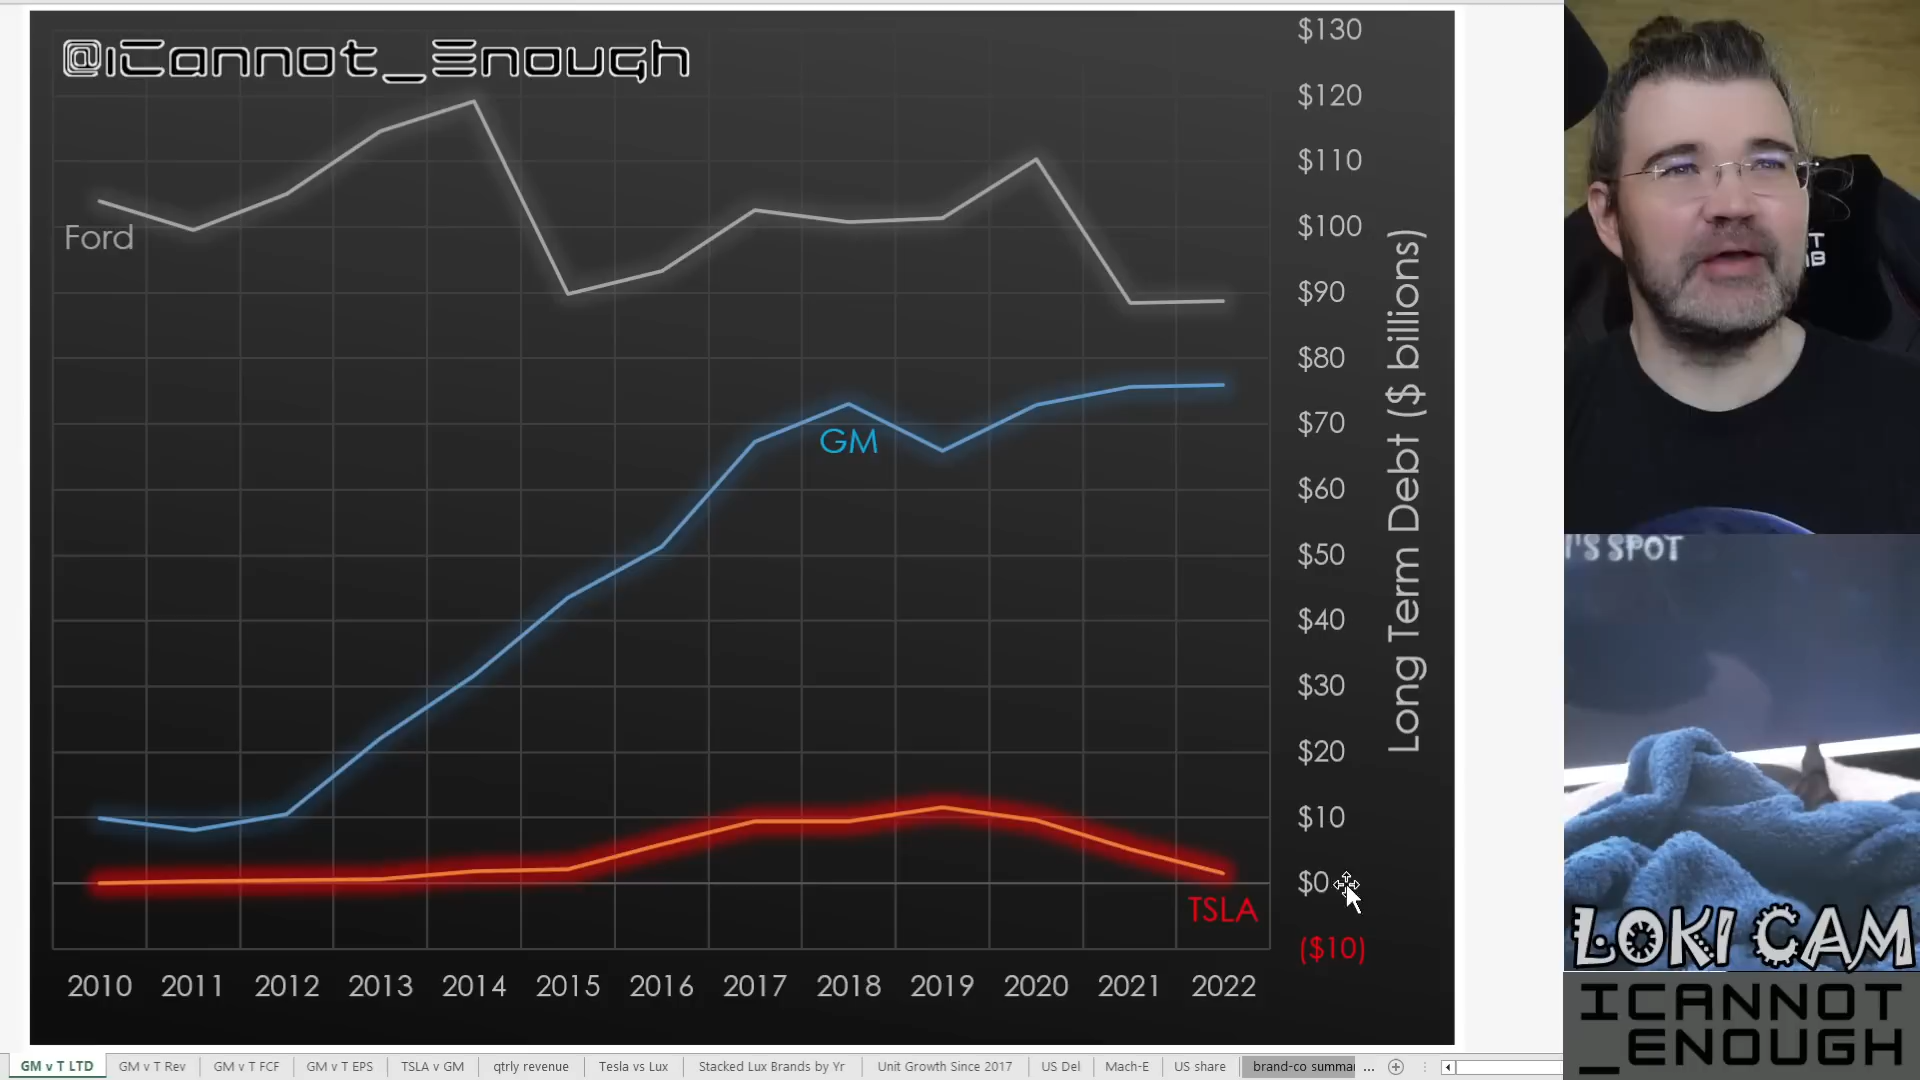 @iCannot_Enough
$130
$120
$110
$100
$90
$80
$70
$60
$50
$40
$30
$20
$10
$0
($10)
Long Term Debt ($ billions)
Ford
GM
TSLA
2010 2011 2012 2013 2014 2015 2016 2017 2018 2019 2020 2021 2022
GM v T LTD GM v T Rev GM v T FCF GM v T EPS TSLA v GM qtrly revenue Tesla vs Lux Stacked Lux Brands by Yr Unit Growth Since 2017 US Del Mach-E US share brand-co summar ...
'S SPOT
LOKI CAM
ICANNOT
_ENOUGH